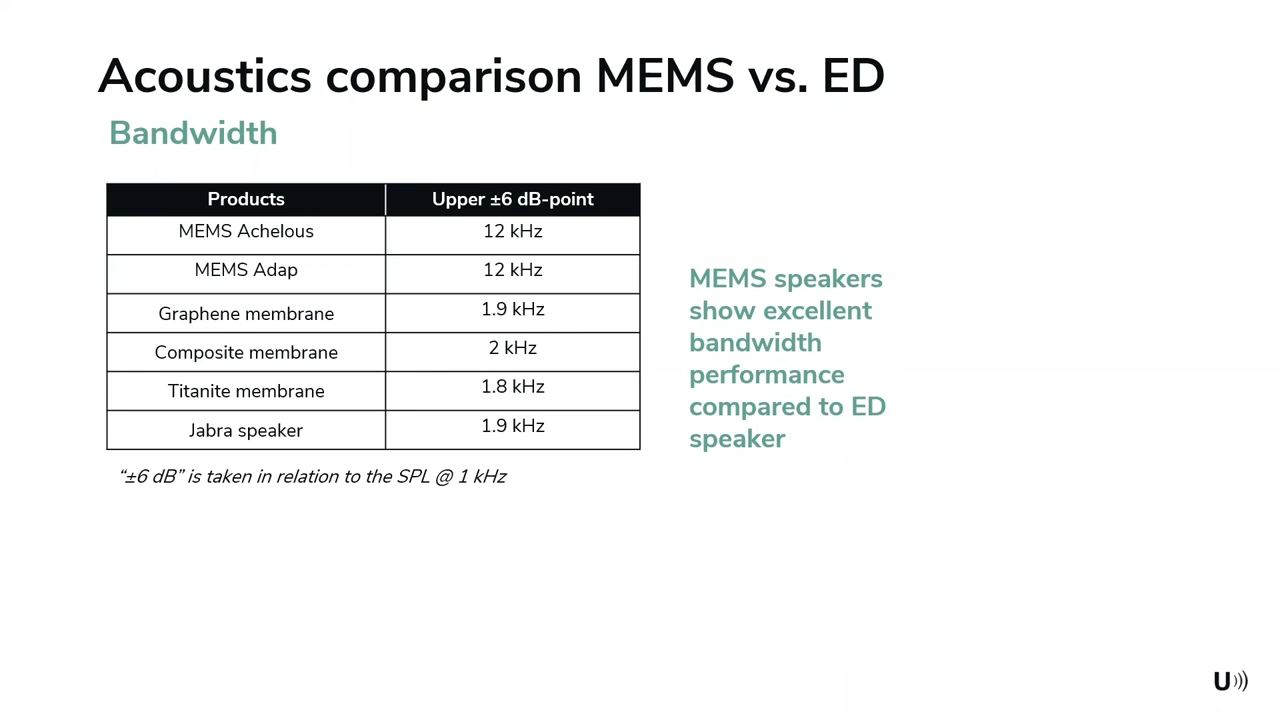 Acoustics comparison MEMS vs. ED
Bandwidth
Products Upper ±6 dB-point
MEMS Achelous 12 kHz
MEMS Adap 12 kHz
Graphene membrane 1.9 kHz
Composite membrane 2 kHz
Titanite membrane 1.8 kHz
Jabra speaker 1.9 kHz
“±6 dB” is taken in relation to the SPL @ 1 kHz
MEMS speakers
show excellent
bandwidth
performance
compared to ED
speaker
U